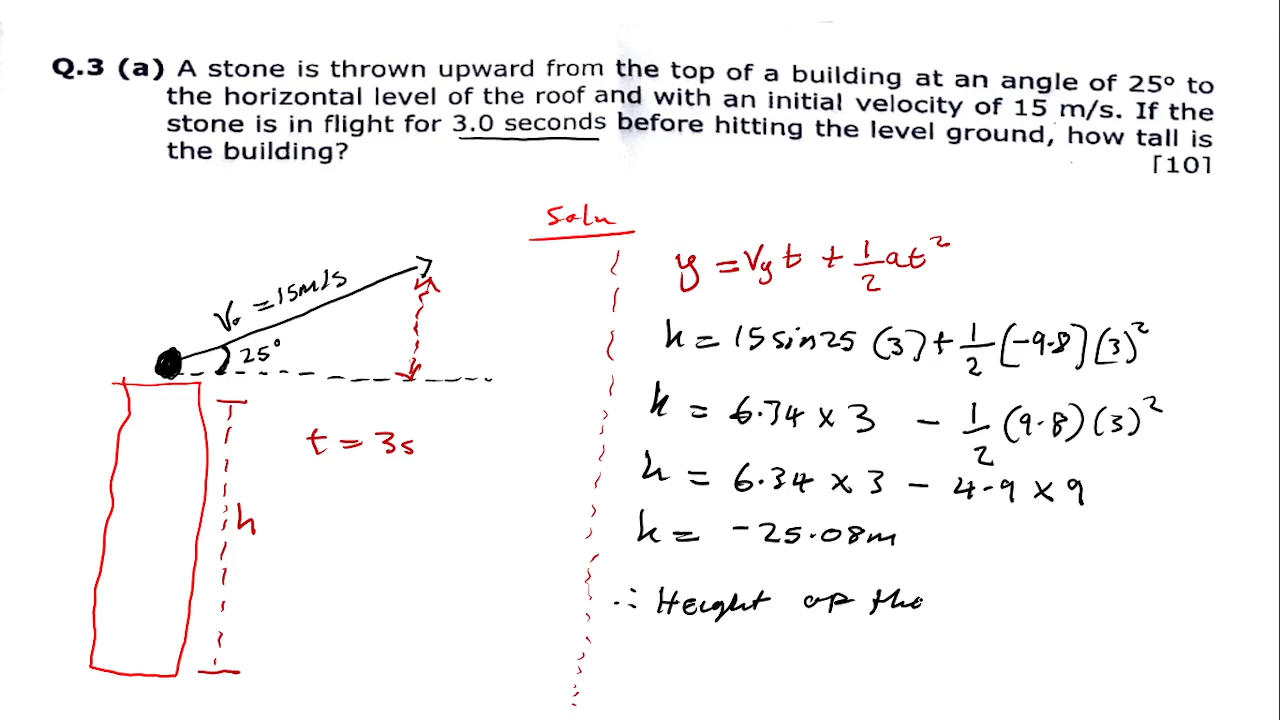 Q.3 (a) A stone is thrown upward from the top of a building at an angle of 25° to
the horizontal level of the roof and with an initial velocity of 15 m/s. If the
stone is in flight for 3.0 seconds before hitting the level ground, how tall is
the building? [10]
Soln
V₀ = 15m/s
25°
t = 3s
h
y = Vyt + 1/2 at²
h = 15 sin25 (3) + 1/2 (-9.8) (3)²
h = 6.34 × 3 - 1/2 (9.8) (3)²
h = 6.34 × 3 - 4.9 × 9
h = -25.08m
∴ Height of the